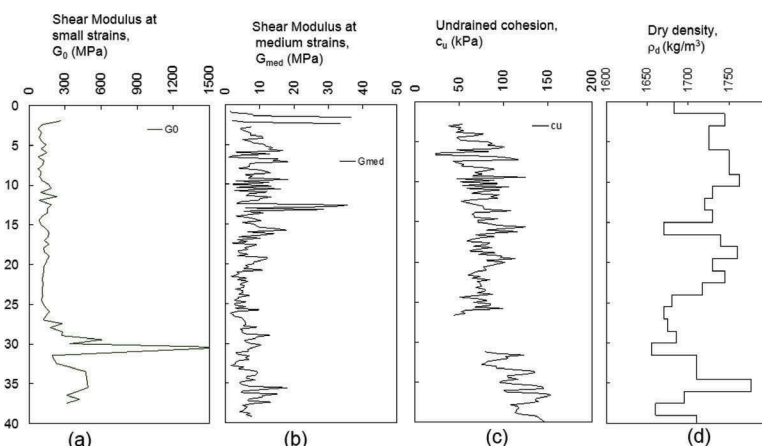 Shear Modulus at
small strains,
G₀ (MPa)
0 300 600 900 1200 1500
0
5
10
15
20
25
30
35
40
G0
(a)
Shear Modulus at
medium strains,
Gmed (MPa)
0 10 20 30 40 50
Gmed
(b)
Undrained cohesion,
cᵤ (kPa)
0 50 100 150 200
cu
(c)
Dry density,
ρd (kg/m³)
1600 1650 1700 1750
(d)